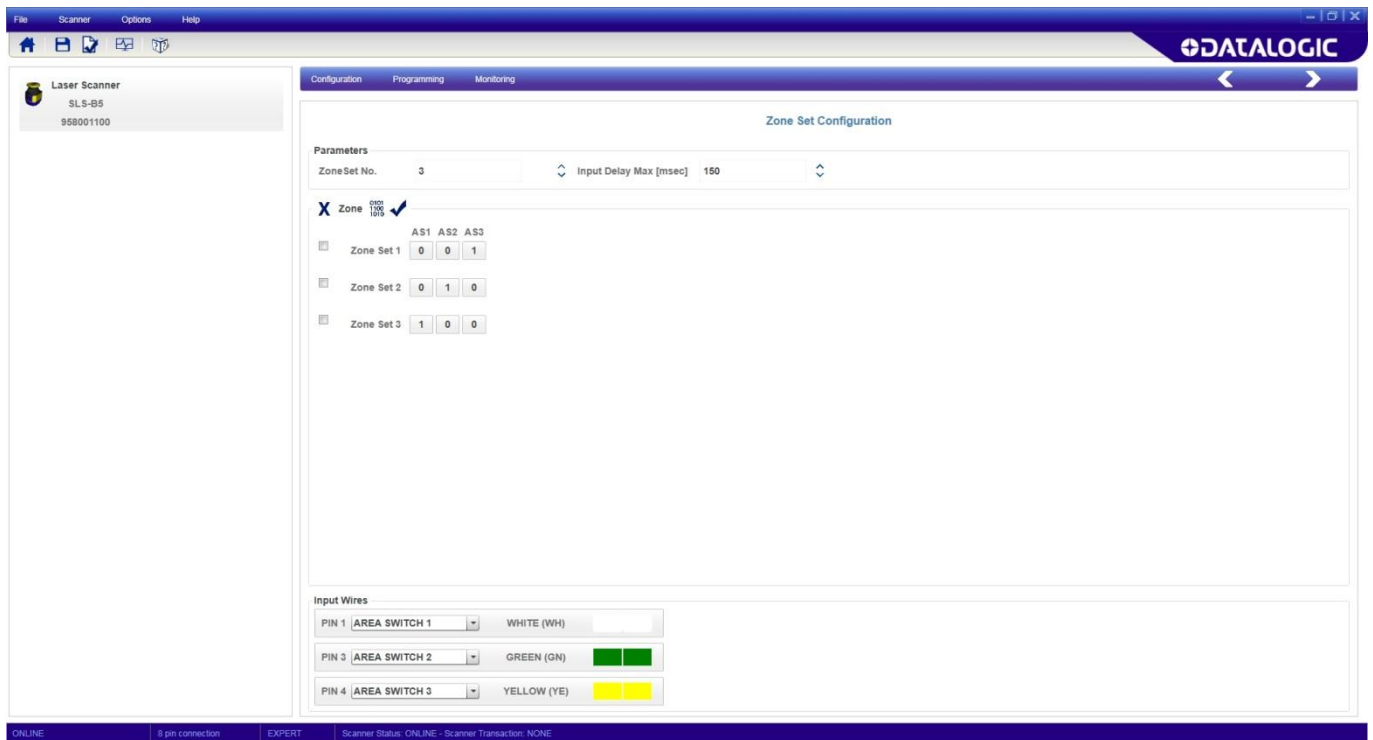 File Scanner Options Help
DATALOGIC
Laser Scanner
SLS-B5
958001100
Configuration Programming Monitoring
Zone Set Configuration
Parameters
ZoneSet No. 3 Input Delay Max [msec] 150
X Zone 0101 1100 1010
AS1 AS2 AS3
Zone Set 1 0 0 1
Zone Set 2 0 1 0
Zone Set 3 1 0 0
Input Wires
PIN 1 AREA SWITCH 1 WHITE (WH)
PIN 3 AREA SWITCH 2 GREEN (GN)
PIN 4 AREA SWITCH 3 YELLOW (YE)
ONLINE 8 pin connection EXPERT Scanner Status: ONLINE - Scanner Transaction: NONE